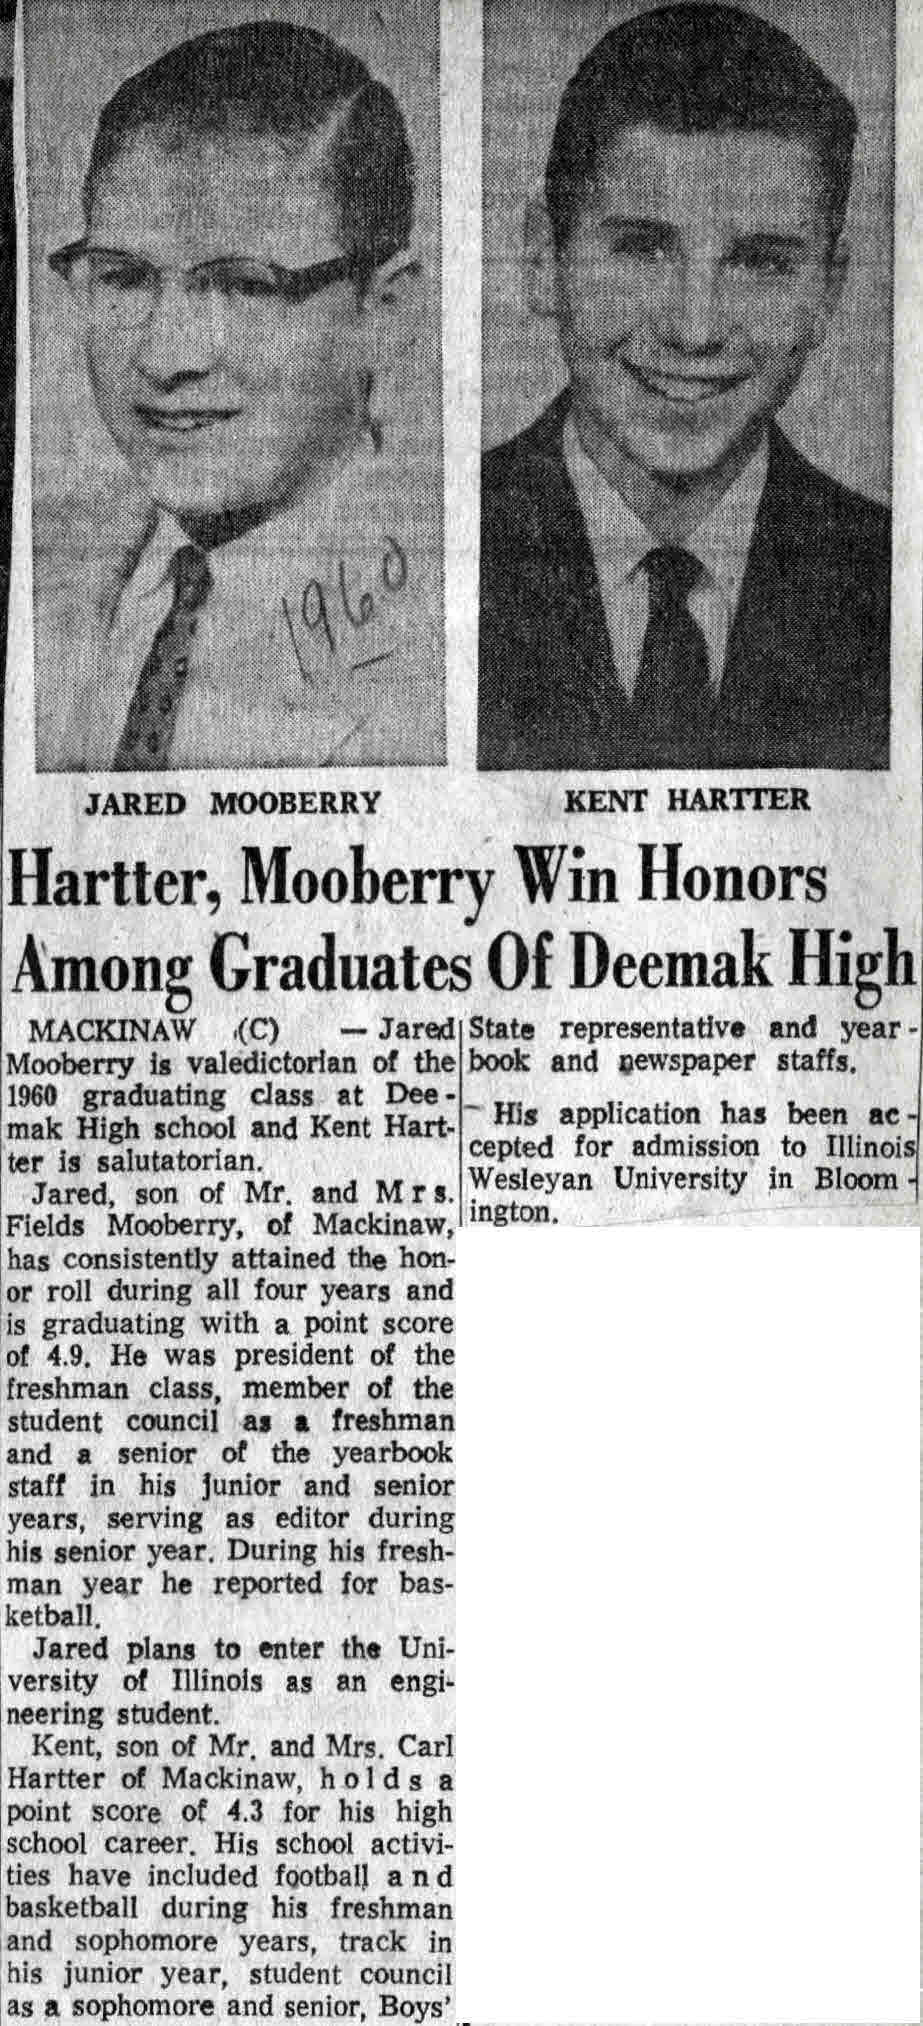 1960
JARED MOOBERRY
KENT HARTTER
Hartter, Mooberry Win Honors
Among Graduates Of Deemak High
MACKINAW (C) — Jared
Mooberry is valedictorian of the
1960 graduating class at Dee-
mak High school and Kent Hart-
ter is salutatorian.
Jared, son of Mr. and Mrs.
Fields Mooberry, of Mackinaw,
has consistently attained the hon-
or roll during all four years and
is graduating with a point score
of 4.9. He was president of the
freshman class, member of the
student council as a freshman
and a senior of the yearbook
staff in his junior and senior
years, serving as editor during
his senior year. During his fresh-
man year he reported for bas-
ketball.
Jared plans to enter the Uni-
versity of Illinois as an engi-
neering student.
Kent, son of Mr. and Mrs. Carl
Hartter of Mackinaw, holds a
point score of 4.3 for his high
school career. His school activi-
ties have included football and
basketball during his freshman
and sophomore years, track in
his junior year, student council
as a sophomore and senior, Boys'
State representative and year-
book and newspaper staffs.
His application has been ac-
cepted for admission to Illinois
Wesleyan University in Bloom-
ington.